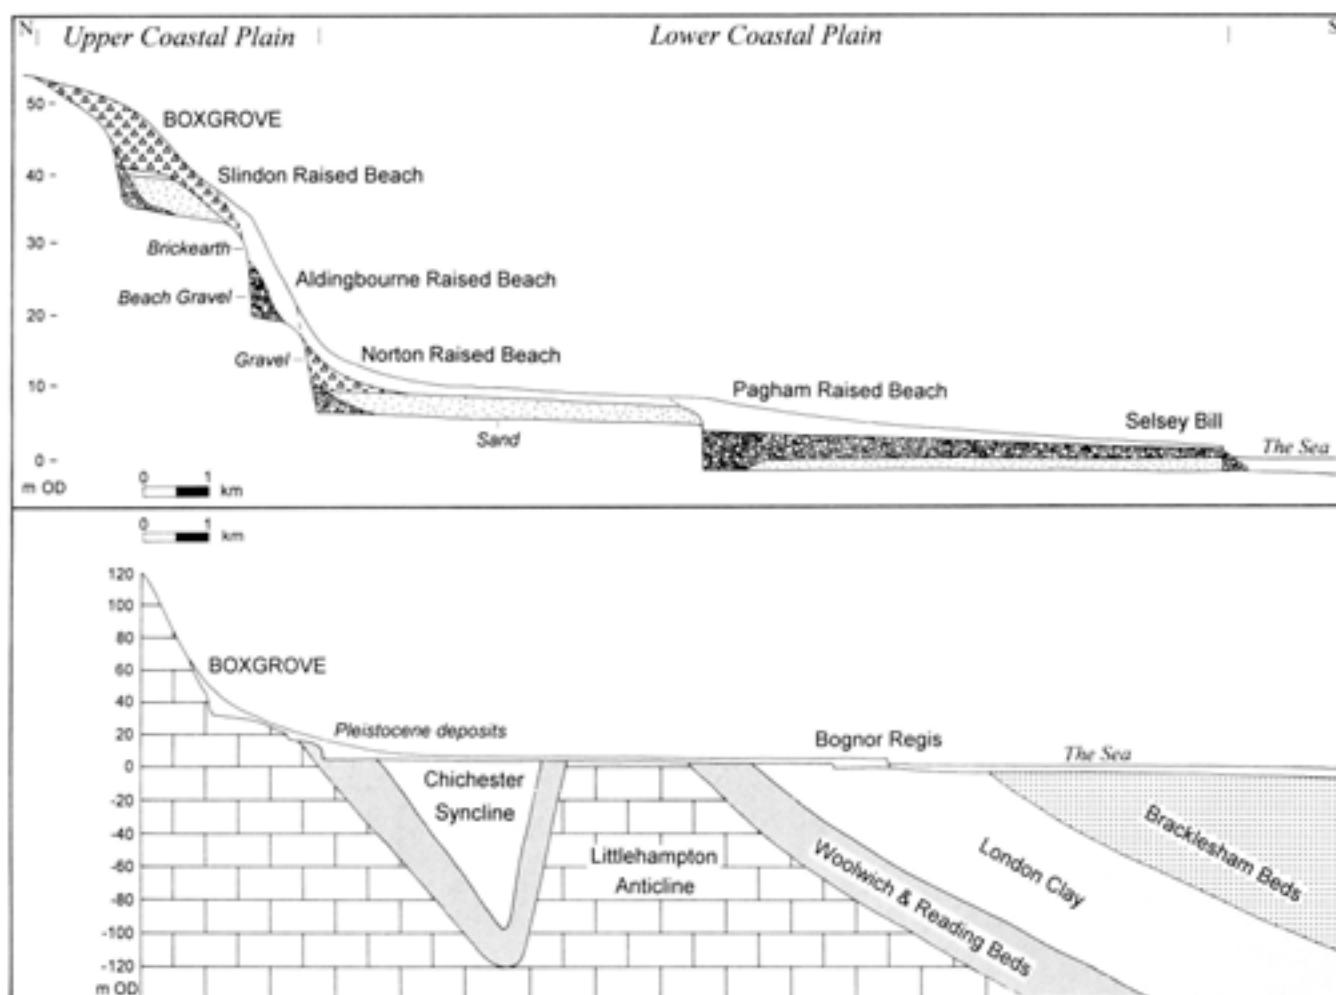 N Upper Coastal Plain Lower Coastal Plain S
50
BOXGROVE
40
Slindon Raised Beach
30
Brickearth
Aldingbourne Raised Beach
Beach Gravel
20
Norton Raised Beach
Gravel
10
Pagham Raised Beach
Selsey Bill
Sand
The Sea
0
m OD
0 1
km
0 1
km
120
100
80
BOXGROVE
60
40
20
Pleistocene deposits
Bognor Regis
The Sea
0
Chichester
Syncline
-20
-40
-60
-80
-100
-120
m OD
Littlehampton
Anticline
Woolwich & Reading Beds
London Clay
Bracklesham Beds